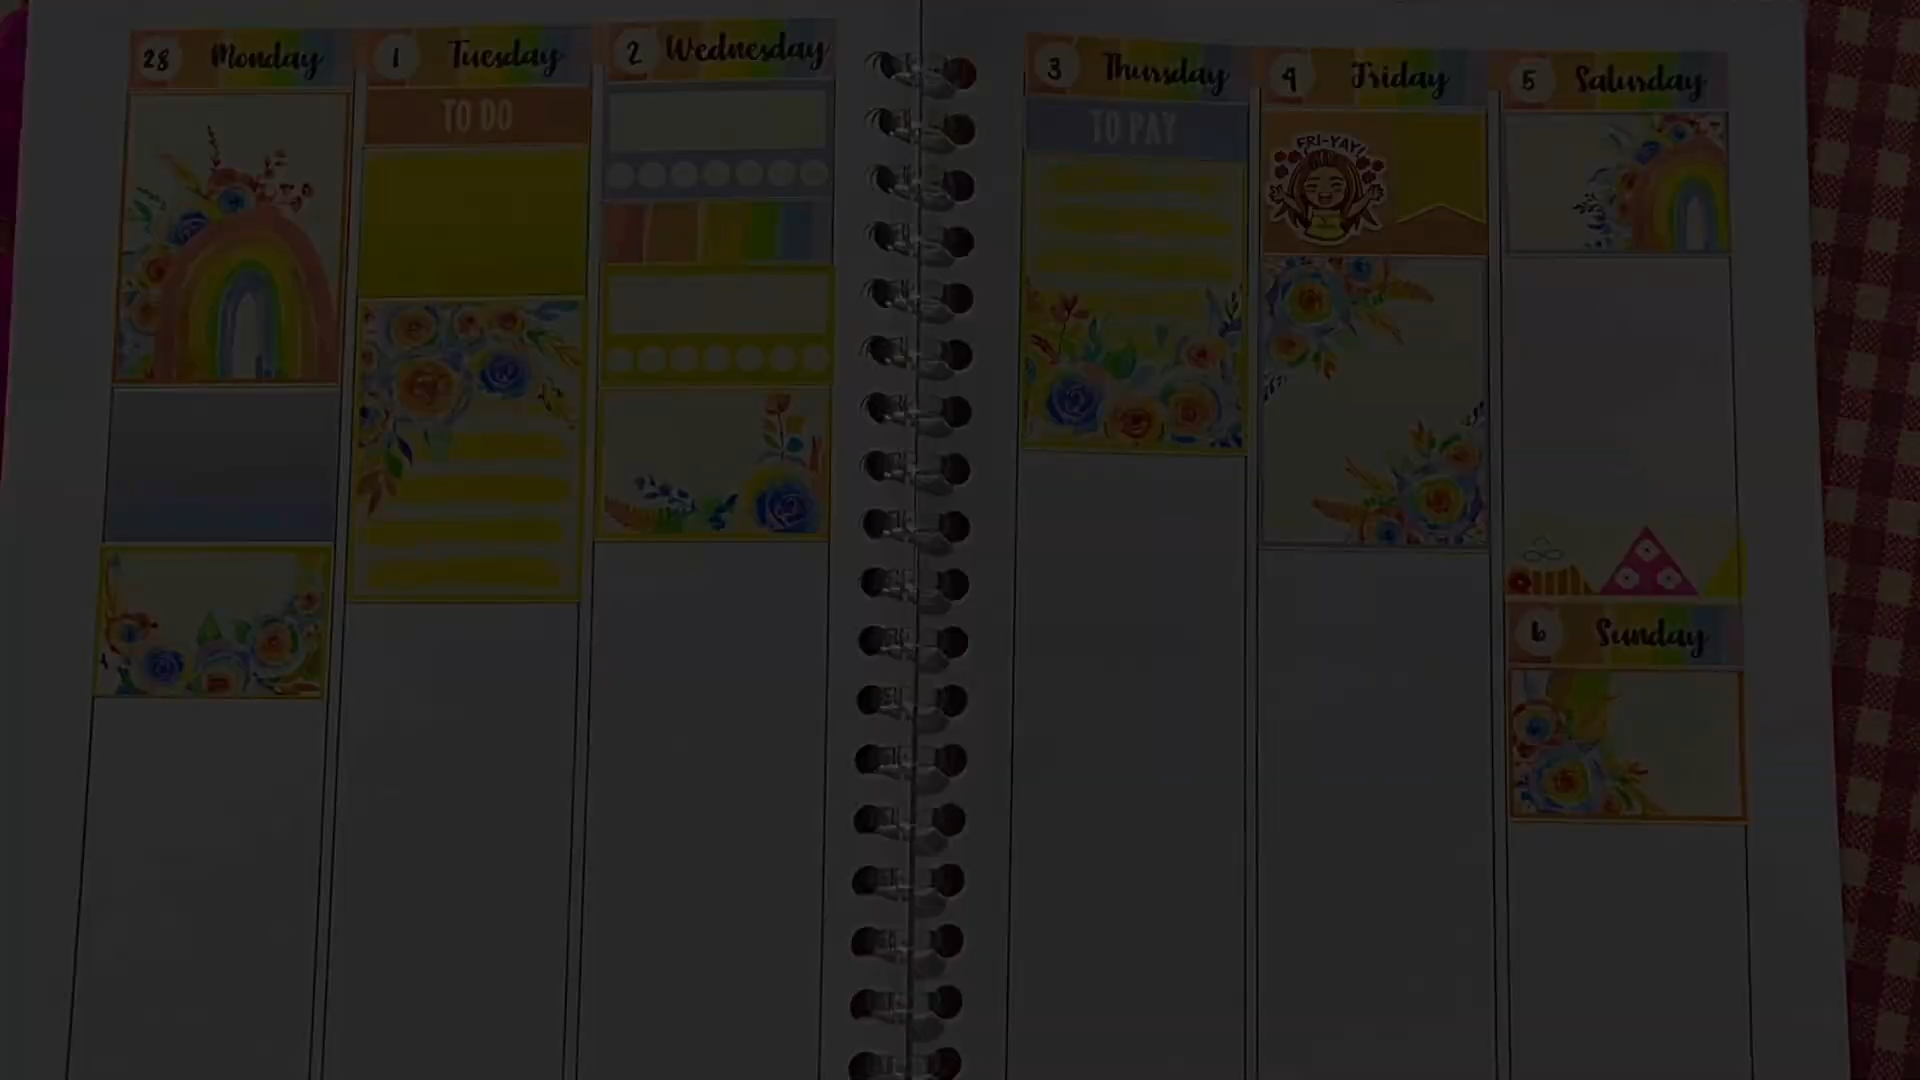 28 Monday
1 Tuesday
2 Wednesday
3 Thursday
4 Friday
5 Saturday
TO DO
TO PAY
FRI-YAY!
6 Sunday